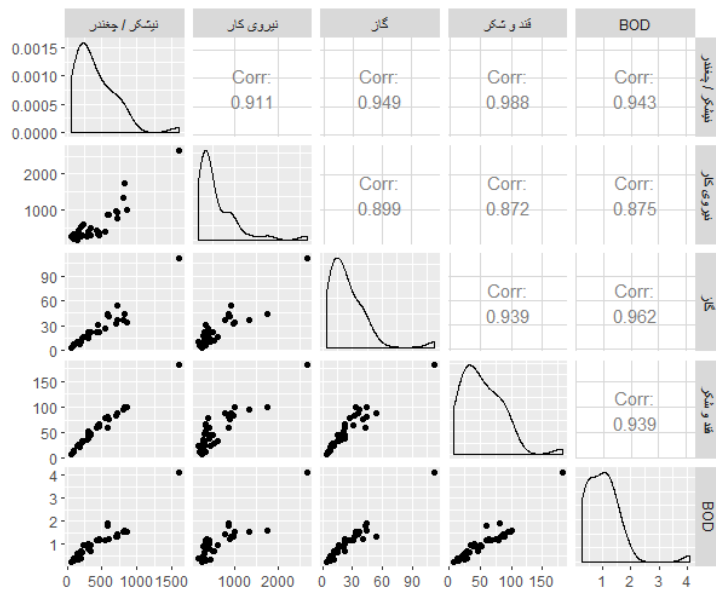 نیشکر / چغندر
نیروی کار
گاز
قند و شکر
BOD
0.0015
0.0010
0.0005
0.0000
Corr:
0.911
Corr:
0.949
Corr:
0.988
Corr:
0.943
نیشکر / چغندر
2000
1000
Corr:
0.899
Corr:
0.872
Corr:
0.875
نیروی کار
90
60
30
0
Corr:
0.939
Corr:
0.962
گاز
150
100
50
0
Corr:
0.939
قند و شکر
4
3
2
1
BOD
0 500 1000 1500
1000 2000
0 30 60 90
0 50 100 150
1 2 3 4